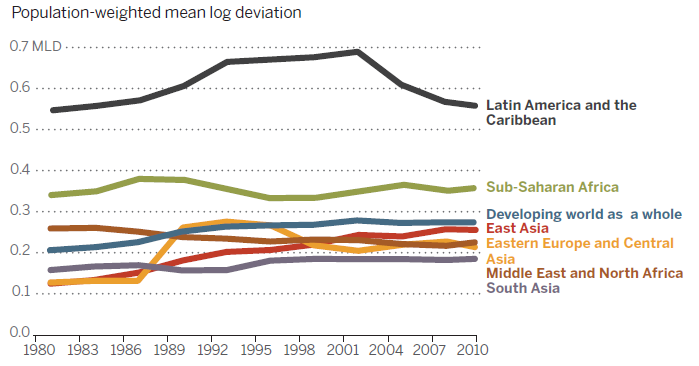 Population-weighted mean log deviation
0.7 MLD
0.6
0.5
0.4
0.3
0.2
0.1
0.0
1980 1983 1986 1989 1992 1995 1998 2001 2004 2007 2010
Latin America and the
Caribbean
Sub-Saharan Africa
Developing world as a whole
East Asia
Eastern Europe and Central
Asia
Middle East and North Africa
South Asia